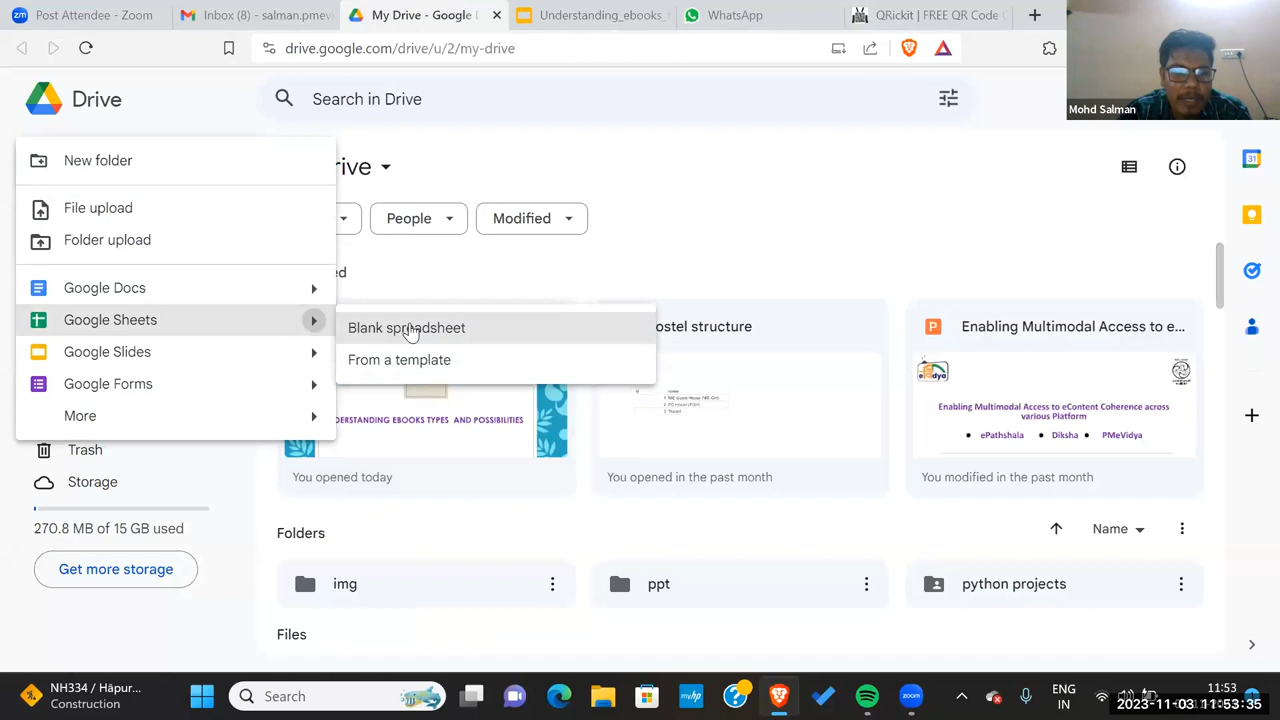 Post Attendee - Zoom
Inbox (8) - salman.pmevi
My Drive - Google D
Understanding_ebooks_
WhatsApp
QRickit | FREE QR Code
drive.google.com/drive/u/2/my-drive
Mohd Salman
Drive
Search in Drive
31
New folder
rive
File upload
People
Modified
Folder upload
ed
Google Docs
Google Sheets
Blank spreadsheet
From a template
ostel structure
P Enabling Multimodal Access to e...
Google Slides
Google Forms
More
UNDERSTANDING EBOOKS TYPES AND POSSIBILITIES
Enabling Multimodal Access to eContent Coherence across
various Platform
• ePathshala • Diksha • PMeVidya
Trash
You opened today
You opened in the past month
You modified in the past month
Storage
270.8 MB of 15 GB used
Get more storage
Folders
Name
img
ppt
python projects
Files
NH334 / Hāpur...
Construction
Search
ENG
IN
11:53
2023-11-03 11:53:35